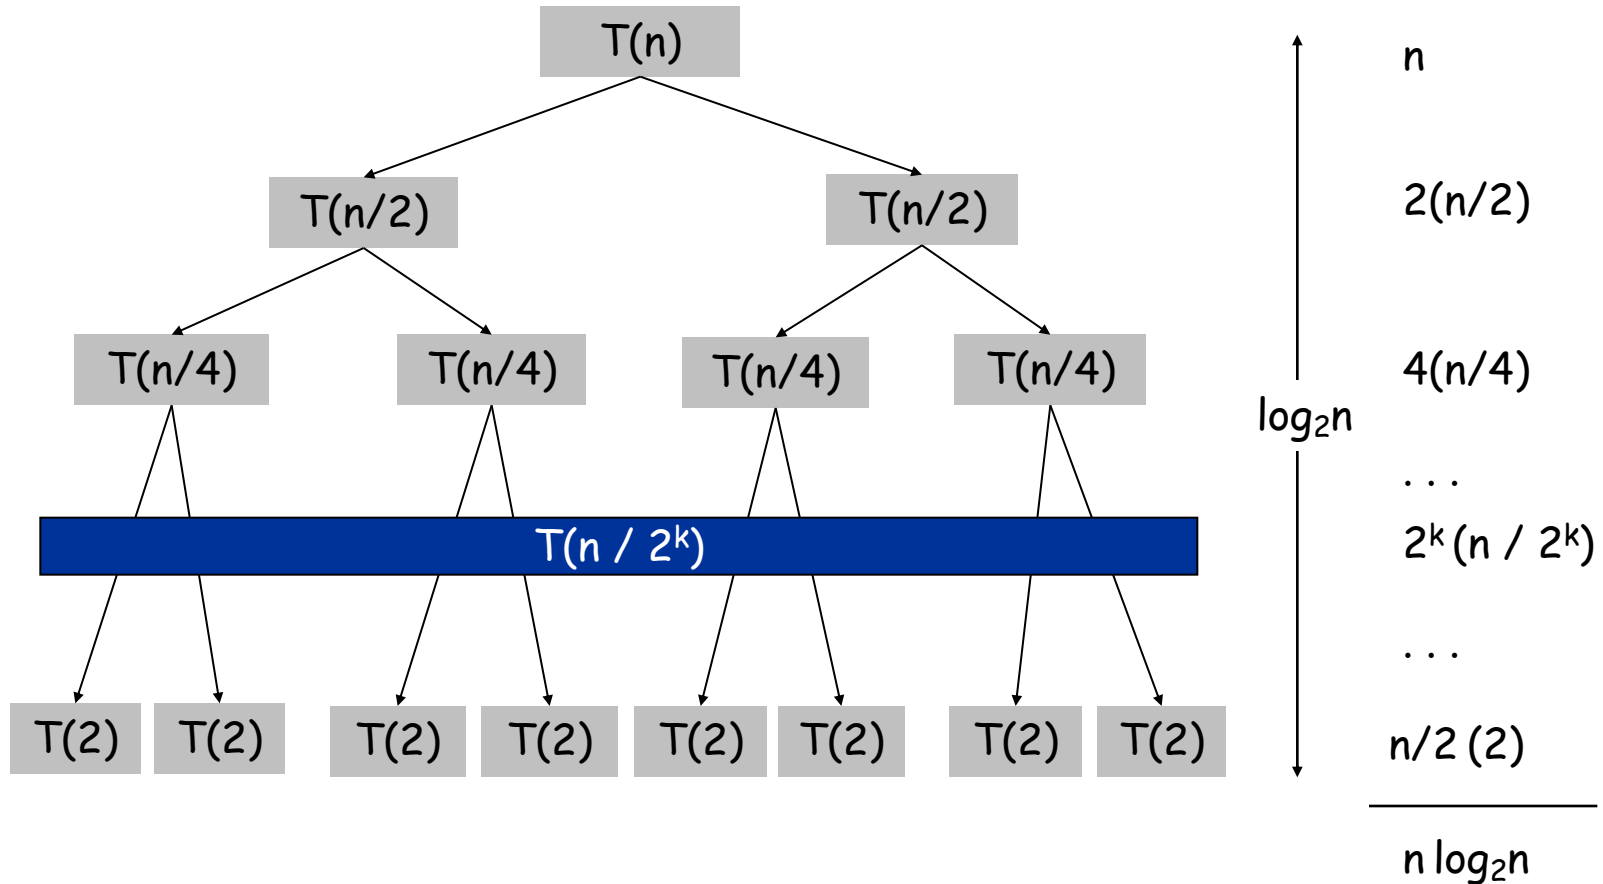 T(n) n
T(n/2) T(n/2) 2(n/2)
T(n/4) T(n/4) T(n/4) T(n/4) 4(n/4)
log₂n
. . .
T(n / 2ᵏ) 2ᵏ (n / 2ᵏ)
. . .
T(2) T(2) T(2) T(2) T(2) T(2) T(2) T(2) n/2 (2)
n log₂n